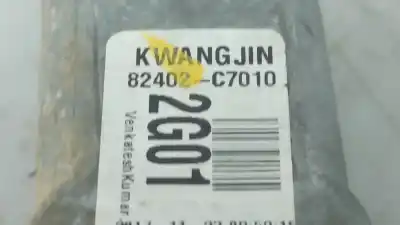 KWANGJIN
82402-C7010
2G01
VenkateshKumar